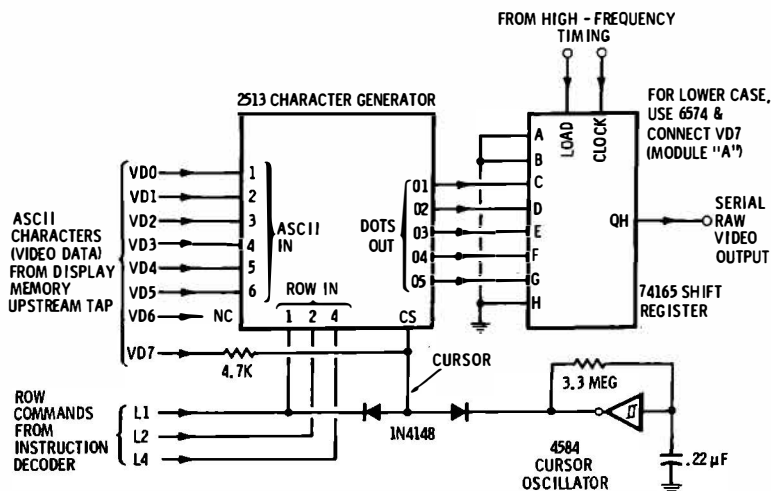 FROM HIGH - FREQUENCY
TIMING
2513 CHARACTER GENERATOR
FOR LOWER CASE,
USE 6574 &
CONNECT VD7
(MODULE "A")
LOAD
CLOCK
A
B
C
D
E
F
G
H
QH
SERIAL
RAW
VIDEO
OUTPUT
74165 SHIFT
REGISTER
ASCII
CHARACTERS
(VIDEO DATA)
FROM DISPLAY
MEMORY
UPSTREAM TAP
VD0
VD1
VD2
VD3
VD4
VD5
VD6
NC
VD7
1
2
3
4
5
6
ASCII
IN
DOTS
OUT
01
02
03
04
05
ROW IN
1 2 4
CS
4.7K
CURSOR
ROW
COMMANDS
FROM
INSTRUCTION
DECODER
L1
L2
L4
1N4148
3.3 MEG
4584
CURSOR
OSCILLATOR
.22 µF